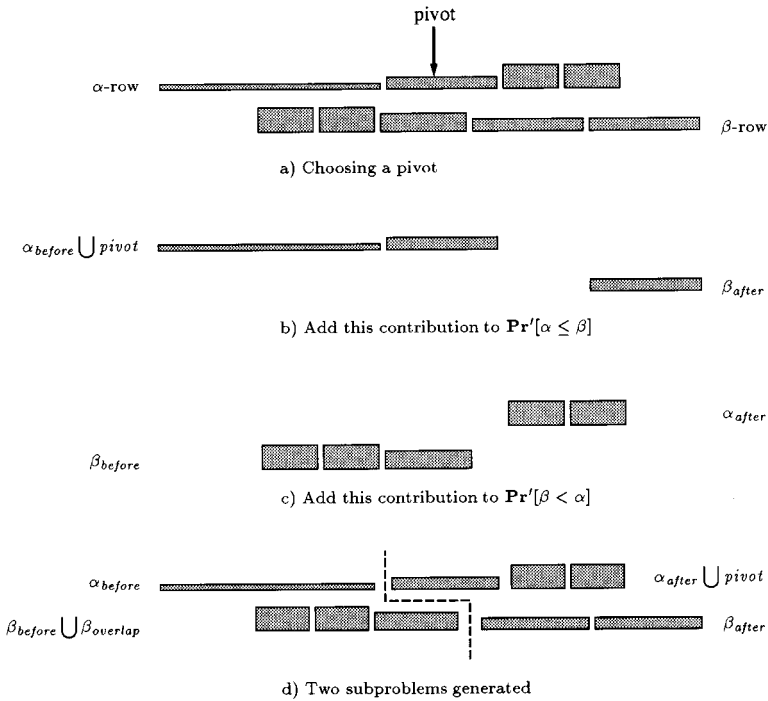 pivot
α-row
β-row
a) Choosing a pivot
α_before ⋃ pivot
β_after
b) Add this contribution to Pr′[α ≤ β]
α_after
β_before
c) Add this contribution to Pr′[β < α]
α_before
α_after ⋃ pivot
β_before ⋃ β_overlap
β_after
d) Two subproblems generated